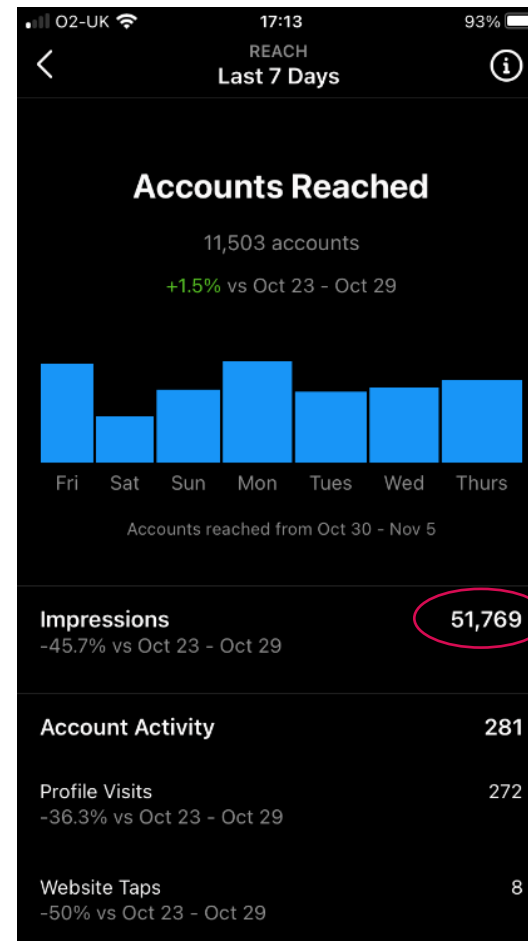 O2-UK 17:13 93%
REACH
Last 7 Days
Accounts Reached
11,503 accounts
+1.5% vs Oct 23 - Oct 29
Fri Sat Sun Mon Tues Wed Thurs
Accounts reached from Oct 30 - Nov 5
Impressions 51,769
-45.7% vs Oct 23 - Oct 29
Account Activity 281
Profile Visits 272
-36.3% vs Oct 23 - Oct 29
Website Taps 8
-50% vs Oct 23 - Oct 29